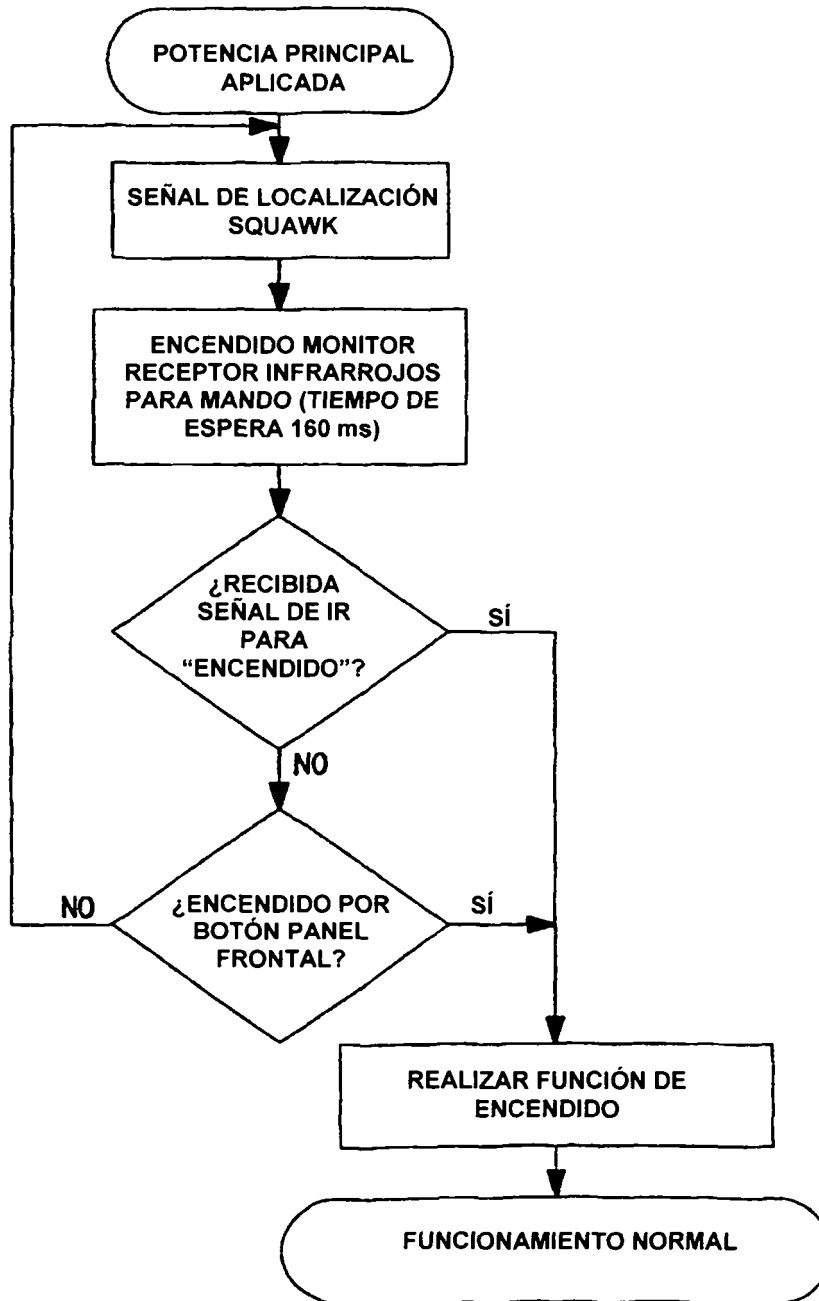 POTENCIA PRINCIPAL
APLICADA
SEÑAL DE LOCALIZACIÓN
SQUAWK
ENCENDIDO MONITOR
RECEPTOR INFRARROJOS
PARA MANDO (TIEMPO DE
ESPERA 160 ms)
¿RECIBIDA
SEÑAL DE IR
PARA
“ENCENDIDO”?
SÍ
NO
¿ENCENDIDO POR
BOTÓN PANEL
FRONTAL?
NO
SÍ
REALIZAR FUNCIÓN DE
ENCENDIDO
FUNCIONAMIENTO NORMAL